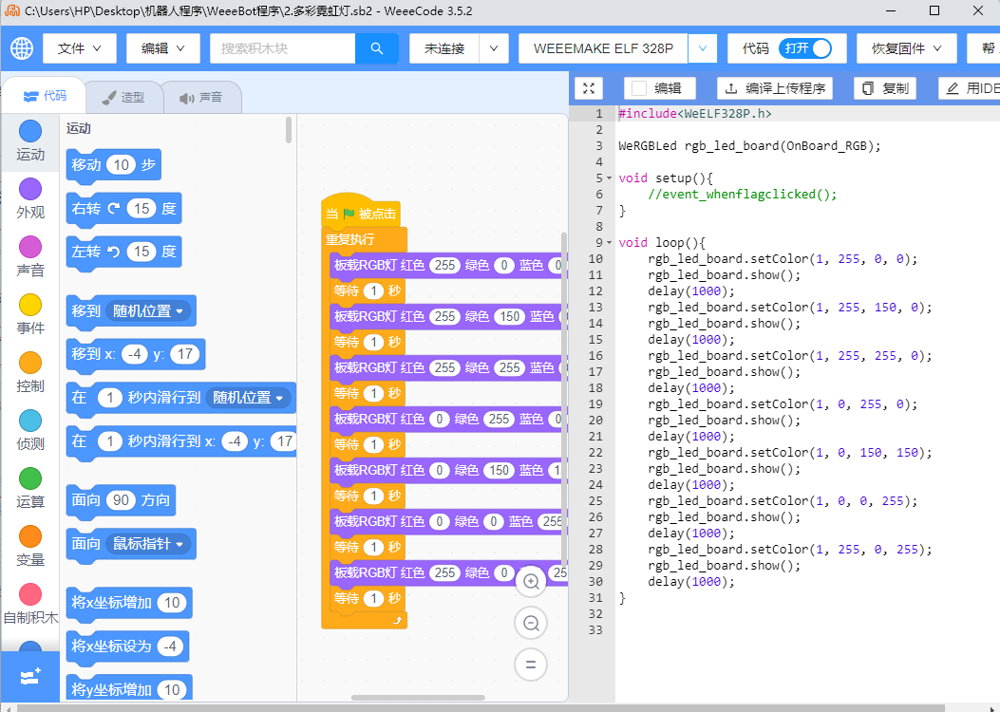 C:\Users\HP\Desktop\机器人程序\WeeeBot程序\2.多彩霓虹灯.sb2 - WeeeCode 3.5.2
文件 编辑 搜索积木块 未连接 WEEEMAKE ELF 328P 代码 打开 恢复固件 帮
代码 造型 声音
编辑 编译上传程序 复制 用IDE
运动
外观
声音
事件
控制
侦测
运算
变量
自制积木
运动
移动 10 步
右转 15 度
左转 15 度
移到 随机位置
移到 x: -4 y: 17
在 1 秒内滑行到 随机位置
在 1 秒内滑行到 x: -4 y: 17
面向 90 方向
面向 鼠标指针
将x坐标增加 10
将x坐标设为 -4
将y坐标增加 10
当 被点击
重复执行
板载RGB灯 红色 255 绿色 0 蓝色 0
等待 1 秒
板载RGB灯 红色 255 绿色 150 蓝色
等待 1 秒
板载RGB灯 红色 255 绿色 255 蓝色
等待 1 秒
板载RGB灯 红色 0 绿色 255 蓝色 0
等待 1 秒
板载RGB灯 红色 0 绿色 150 蓝色 1
等待 1 秒
板载RGB灯 红色 0 绿色 0 蓝色 255
等待 1 秒
板载RGB灯 红色 255 绿色 0 25
等待 1 秒
1 #include<WeELF328P.h>
2
3 WeRGBLed rgb_led_board(OnBoard_RGB);
4
5 void setup(){
6 //event_whenflagclicked();
7 }
8
9 void loop(){
10 rgb_led_board.setColor(1, 255, 0, 0);
11 rgb_led_board.show();
12 delay(1000);
13 rgb_led_board.setColor(1, 255, 150, 0);
14 rgb_led_board.show();
15 delay(1000);
16 rgb_led_board.setColor(1, 255, 255, 0);
17 rgb_led_board.show();
18 delay(1000);
19 rgb_led_board.setColor(1, 0, 255, 0);
20 rgb_led_board.show();
21 delay(1000);
22 rgb_led_board.setColor(1, 0, 150, 150);
23 rgb_led_board.show();
24 delay(1000);
25 rgb_led_board.setColor(1, 0, 0, 255);
26 rgb_led_board.show();
27 delay(1000);
28 rgb_led_board.setColor(1, 255, 0, 255);
29 rgb_led_board.show();
30 delay(1000);
31 }
32
33